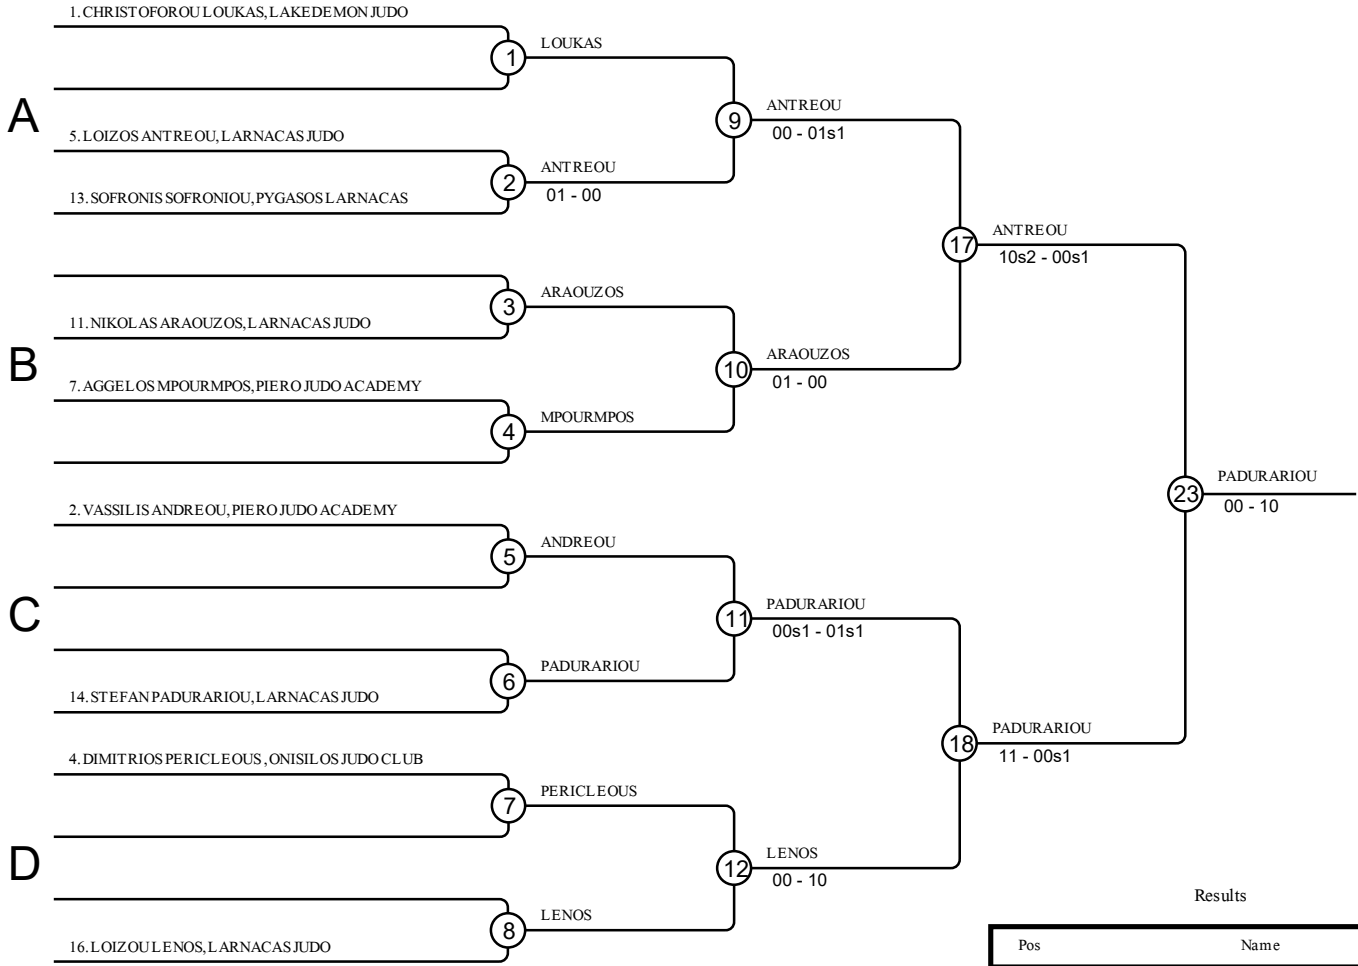 1. CHRISTOFOROU LOUKAS, LAKEDEMON JUDO
1
LOUKAS
A
9
ANTREOU
00 - 01s1
5. LOIZOS ANTREOU, LARNACAS JUDO
2
ANTREOU
01 - 00
13. SOFRONIS SOFRONIOU, PYGASOS LARNACAS
17
ANTREOU
10s2 - 00s1
3
ARAOUZOS
11. NIKOLAS ARAOUZOS, LARNACAS JUDO
B
10
ARAOUZOS
01 - 00
7. AGGELOS MPOURMPOS, PIERO JUDO ACADEMY
4
MPOURMPOS
23
PADURARIOU
00 - 10
2. VASSILIS ANDREOU, PIERO JUDO ACADEMY
5
ANDREOU
C
11
PADURARIOU
00s1 - 01s1
6
PADURARIOU
14. STEFAN PADURARIOU, LARNACAS JUDO
18
PADURARIOU
11 - 00s1
4. DIMITRIOS PERICLEOUS , ONISILOS JUDO CLUB
7
PERICLEOUS
D
12
LENOS
00 - 10
8
LENOS
16. LOIZOU LENOS, LARNACAS JUDO
Results
Pos Name